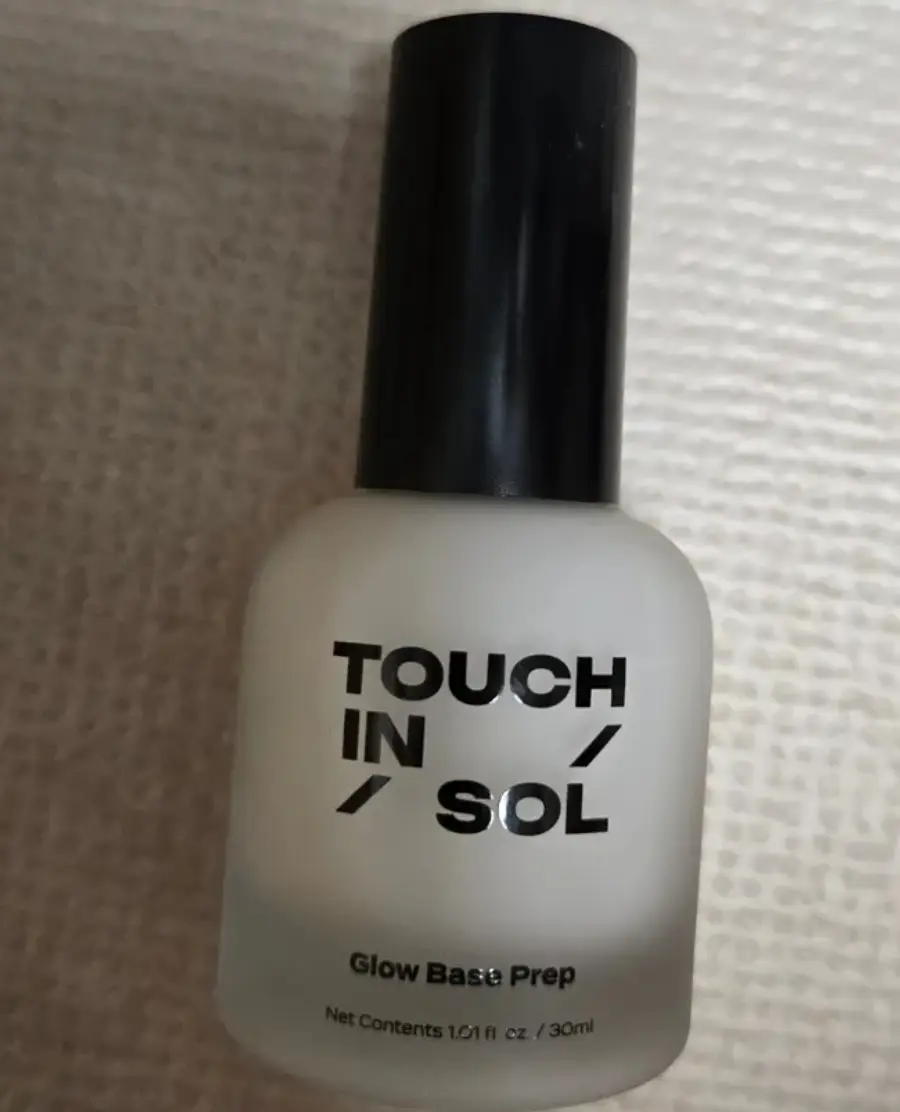 TOUCH
IN /
/ SOL
Glow Base Prep
Net Contents 1.01 fl oz. / 30ml